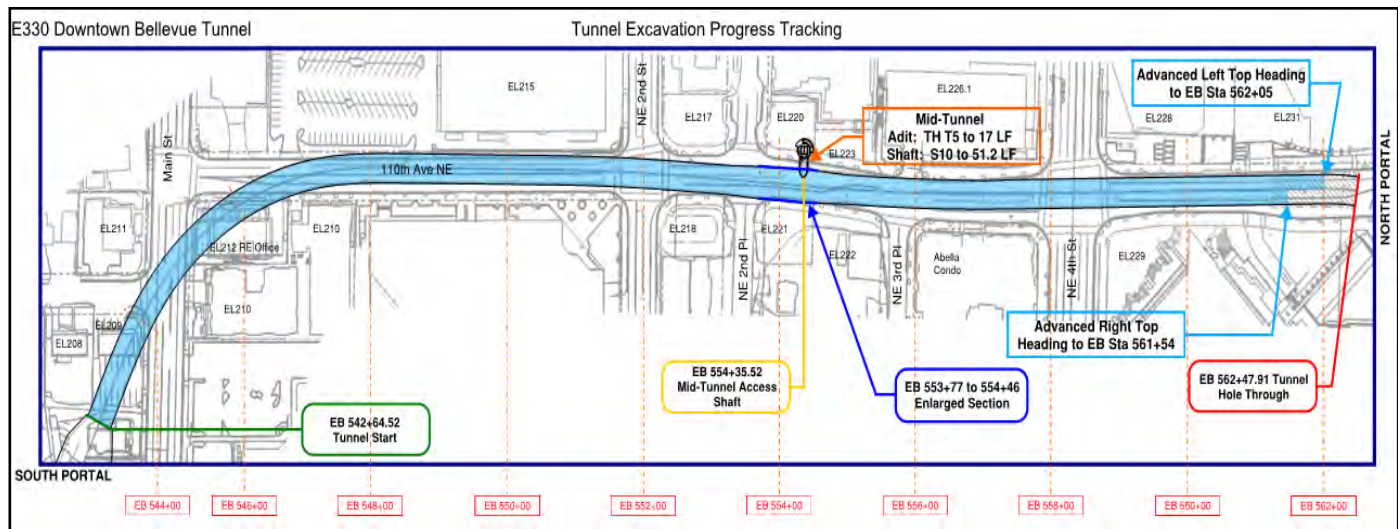 E330 Downtown Bellevue Tunnel
Tunnel Excavation Progress Tracking
Advanced Left Top Heading
to EB Sta 562+05
Mid-Tunnel
Adit: TH T5 to 17 LF
Shaft: S10 to 51.2 LF
EL215
EL217
EL220
EL223
EL226.1
EL228
EL231
Main St
NE 2nd St
110th Ave NE
NORTH PORTAL
EL211
EL212 RE Office
EL210
EL218
EL221
EL222
NE 2nd Pl
NE 3rd Pl
Abella
Condo
NE 4th St
EL229
EL210
EL209
EL208
Advanced Right Top
Heading to EB Sta 561+54
EB 554+35.52
Mid-Tunnel Access
Shaft
EB 553+77 to 554+46
Enlarged Section
EB 562+47.91 Tunnel
Hole Through
EB 542+64.52
Tunnel Start
SOUTH PORTAL
EB 544+00
EB 546+00
EB 548+00
EB 550+00
EB 552+00
EB 554+00
EB 556+00
EB 558+00
EB 560+00
EB 562+00